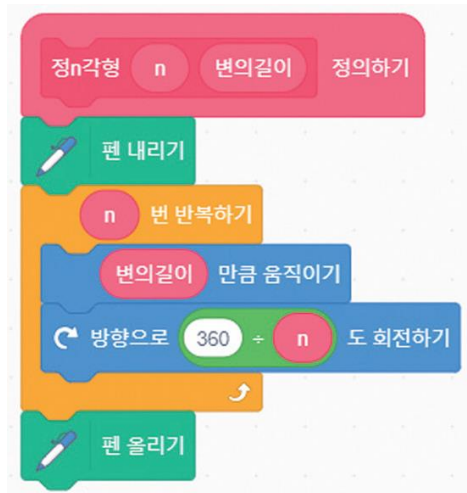 정n각형 n 변의길이 정의하기
펜 내리기
n 번 반복하기
변의길이 만큼 움직이기
방향으로 360 ÷ n 도 회전하기
펜 올리기